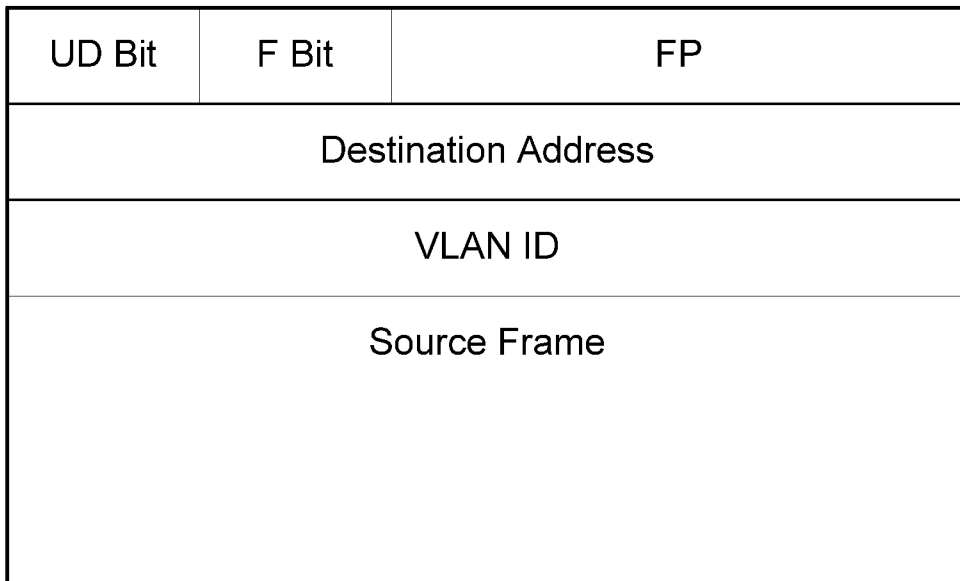 UD Bit F Bit FP
Destination Address
VLAN ID
Source Frame